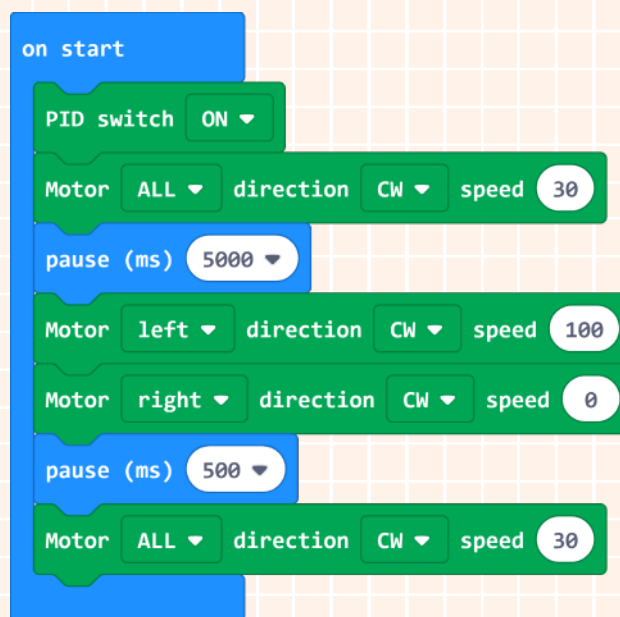 on start
PID switch ON
Motor ALL direction CW speed 30
pause (ms) 5000
Motor left direction CW speed 100
Motor right direction CW speed 0
pause (ms) 500
Motor ALL direction CW speed 30